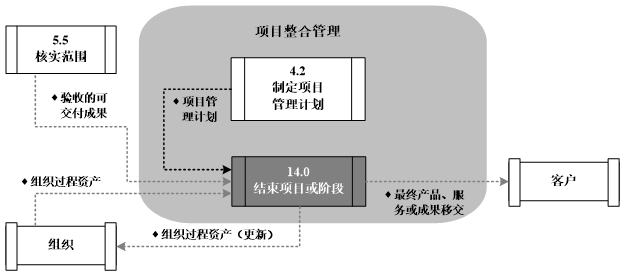 项目整合管理
5.5
核实范围
4.2
制定项目
管理计划
◆验收的可
交付成果
◆项目管
理计划
14.0
结束项目或阶段
客户
◆组织过程资产
◆最终产品、服
务或成果移交
组织
◆组织过程资产（更新）